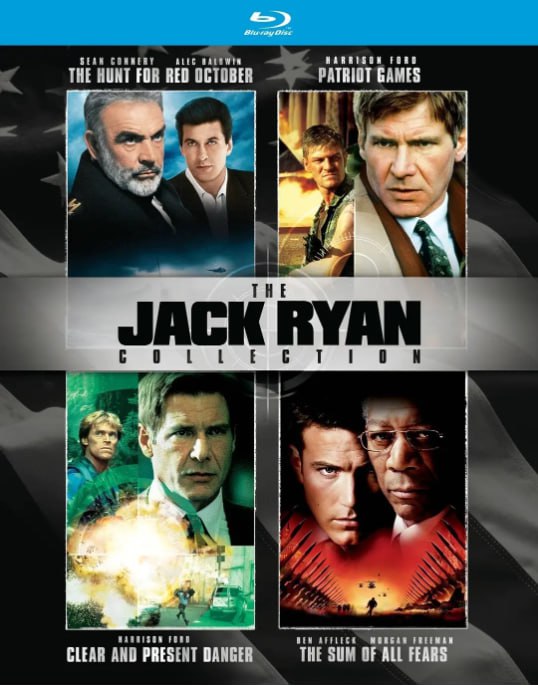 Blu-ray Disc
SEAN CONNERY ALEC BALDWIN
THE HUNT FOR RED OCTOBER
HARRISON FORD
PATRIOT GAMES
THE
JACK RYAN
COLLECTION
HARRISON FORD
CLEAR AND PRESENT DANGER
BEN AFFLECK MORGAN FREEMAN
THE SUM OF ALL FEARS